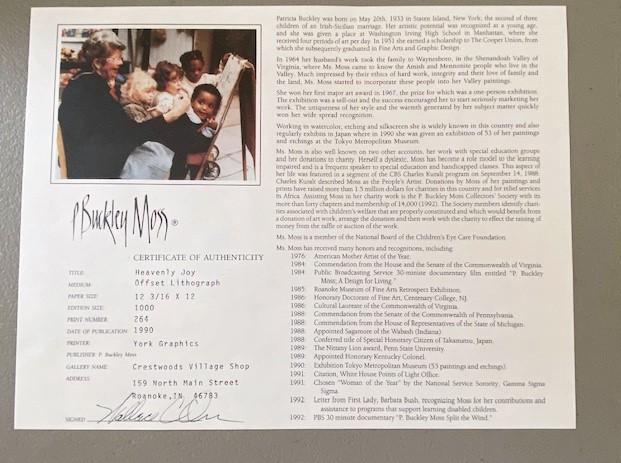 P Buckley Moss ®
CERTIFICATE OF AUTHENTICITY
TITLE: Heavenly Joy
MEDIUM: Offset Lithograph
PAPER SIZE: 12 3/16 X 12
EDITION SIZE: 1000
PRINT NUMBER: 264
DATE OF PUBLICATION: 1990
PRINTER: York Graphics
PUBLISHER: P. Buckley Moss
GALLERY NAME: Crestwoods Village Shop
ADDRESS: 159 North Main Street
Roanoke, IN 46783
SIGNED
Patricia Buckley was born on May 20th, 1933 in Staten Island, New York, the second of three
children of an Irish-Sicilian marriage. Her artistic potential was recognized at a young age,
and she was given a place at Washington Irving High School in Manhattan, where she
received four periods of art per day. In 1951 she earned a scholarship to The Cooper Union, from
which she subsequently graduated in Fine Arts and Graphic Design.
In 1964 her husband's work took the family to Waynesboro, in the Shenandoah Valley of
Virginia, where Ms. Moss came to know the Amish and Mennonite people who live in the
Valley. Much impressed by their ethics of hard work, integrity and their love of family and
the land, Ms. Moss started to incorporate these people into her Valley paintings.
She won her first major art award in 1967, the prize for which was a one-person exhibition.
The exhibition was a sell-out and the success encouraged her to start seriously marketing her
work. The uniqueness of her style and the warmth generated by her subject matter quickly
won her wide spread recognition.
Working in watercolor, etching and silkscreen she is widely known in this country and also
regularly exhibits in Japan where in 1990 she was given an exhibition of 53 of her paintings
and etchings at the Tokyo Metropolitan Museum.
Ms. Moss is also well known on two other accounts, her work with special education groups
and her donations to charity. Herself a dyslexic, Moss has become a role model to the learning
impaired and is a frequent speaker to special education and handicapped classes. This aspect of
her life was featured in a segment of the CBS Charles Kuralt program on September 14, 1988.
Charles Kuralt described Moss as the People's Artist. Donations by Moss of her paintings and
prints have raised more than 1.5 million dollars for charities in this country and for relief services
in Africa. Assisting Moss in her charity work is the P. Buckley Moss Collectors' Society with its
more than forty chapters and membership of 14,000 (1992). The Society members identify chari-
ties associated with children's welfare that are properly constituted and which would benefit from
a donation of art work, arrange the donation and then work with the charity to effect the raising of
money from the raffle or auction of the work.
Ms. Moss is a member of the National Board of the Children's Eye Care Foundation.
Ms. Moss has received many honors and recognitions, including:
1976: American Mother Artist of the Year.
1984: Commendation from the House and the Senate of the Commonwealth of Virginia.
1984: Public Broadcasting Service 30-minute documentary film entitled "P. Buckley
Moss; A Design for Living."
1985: Roanoke Museum of Fine Arts Retrospect Exhibition.
1986: Honorary Doctorate of Fine Art, Centenary College, NJ.
1986: Cultural Laureate of the Commonwealth of Virginia.
1988: Commendation from the Senate of the Commonwealth of Pennsylvania.
1988: Commendation from the House of Representatives of the State of Michigan.
1988: Appointed Sagamore of the Wabash (Indiana).
1988: Conferred title of Special Honorary Citizen of Takamatsu, Japan.
1989: The Nittany Lion award, Penn State University.
1989: Appointed Honorary Kentucky Colonel.
1990: Exhibition Tokyo Metropolitan Museum (53 paintings and etchings).
1991: Citation, White House Points of Light Office.
1991: Chosen "Woman of the Year" by the National Service Sorority, Gamma Sigma
Sigma.
1992: Letter from First Lady, Barbara Bush, recognizing Moss for her contributions and
assistance to programs that support learning disabled children.
1992: PBS 30 minute documentary "P. Buckley Moss Split the Wind."